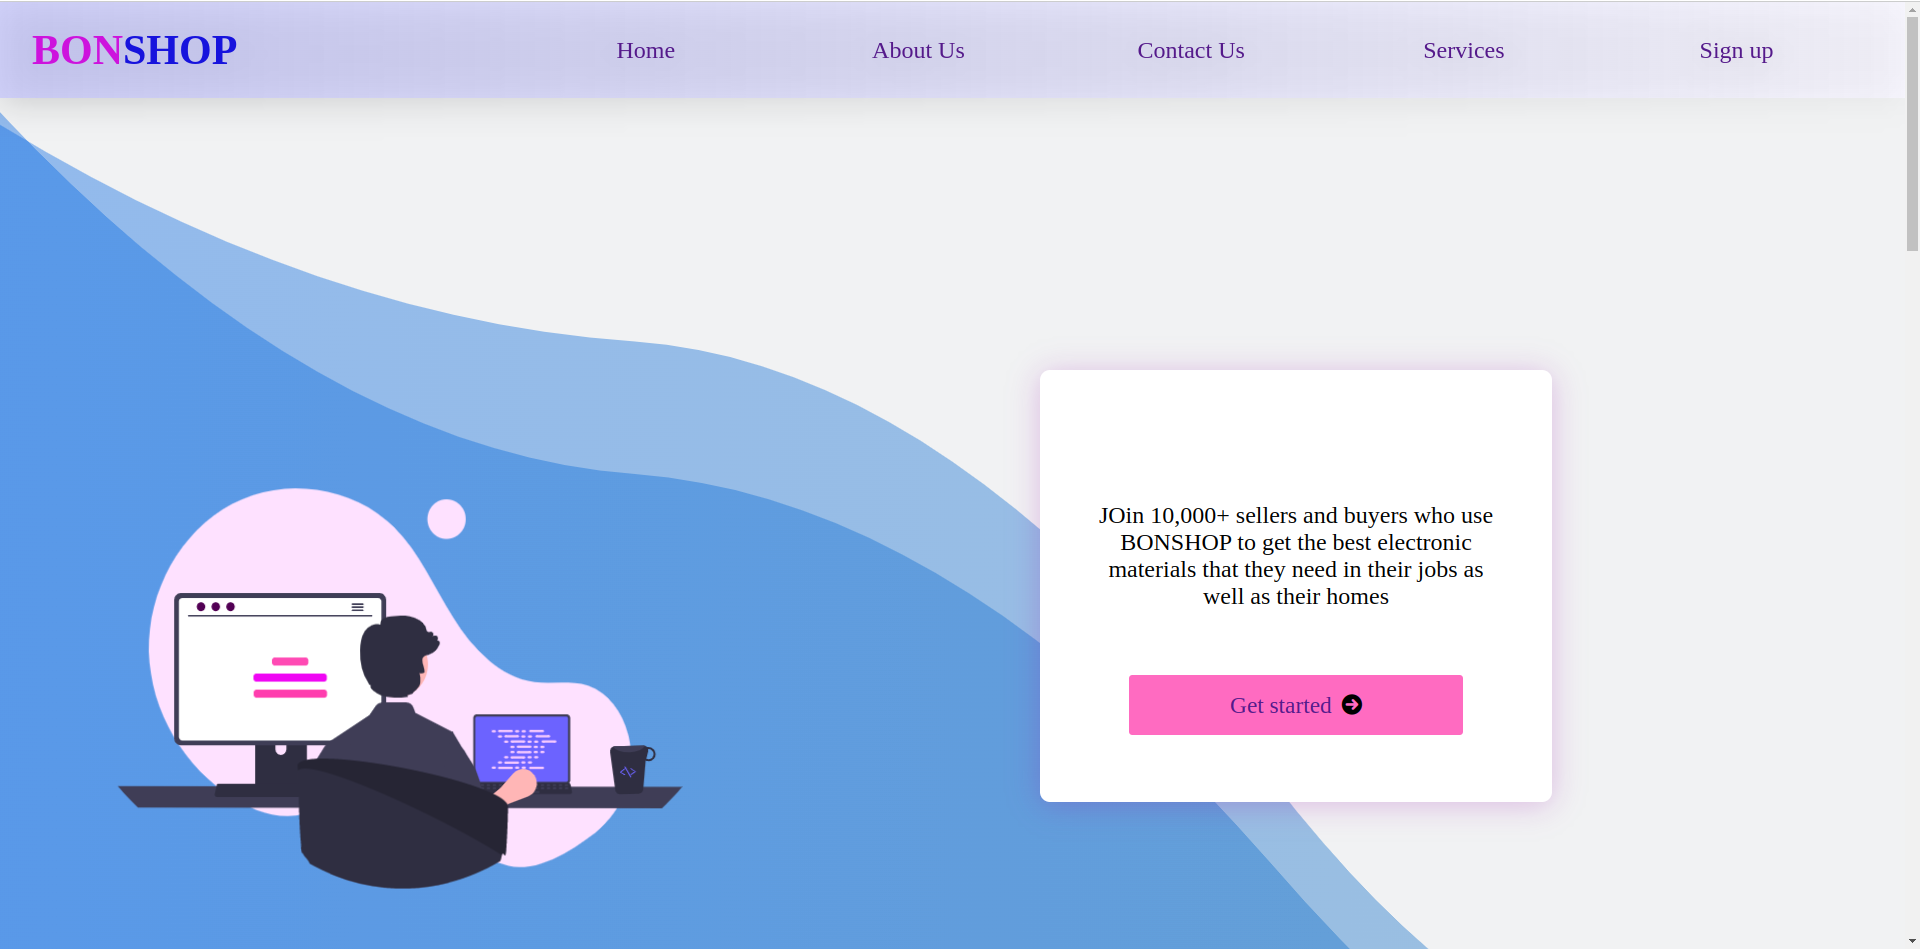 BONSHOP
Home
About Us
Contact Us
Services
Sign up
JOin 10,000+ sellers and buyers who use
BONSHOP to get the best electronic
materials that they need in their jobs as
well as their homes
Get started